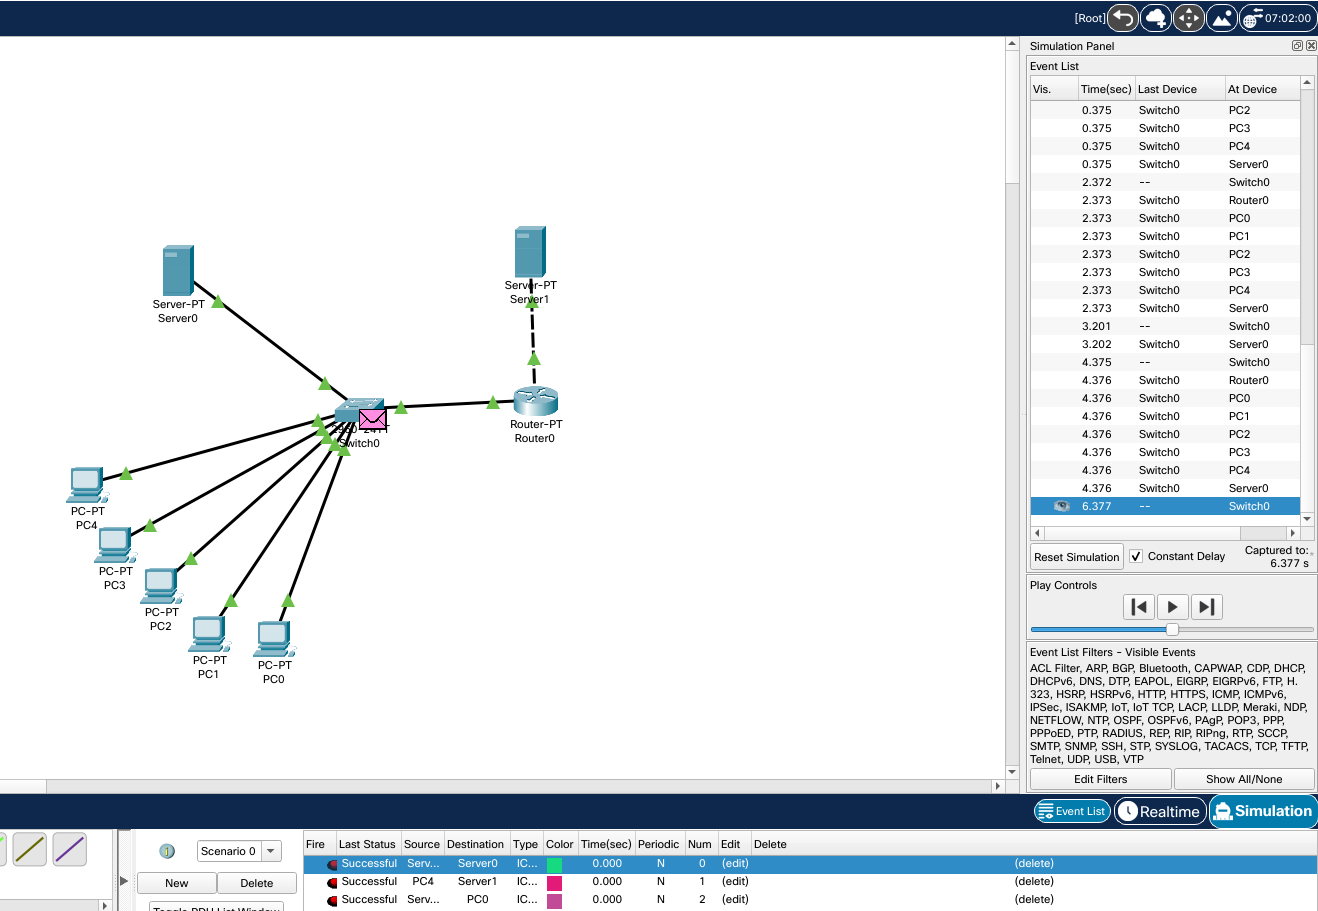 [Root] 07:02:00
Simulation Panel
Event List
Vis. Time(sec) Last Device At Device
0.375 Switch0 PC2
0.375 Switch0 PC3
0.375 Switch0 PC4
0.375 Switch0 Server0
2.372 -- Switch0
2.373 Switch0 Router0
2.373 Switch0 PC0
2.373 Switch0 PC1
2.373 Switch0 PC2
2.373 Switch0 PC3
2.373 Switch0 PC4
2.373 Switch0 Server0
3.201 -- Switch0
3.202 Switch0 Server0
4.375 -- Switch0
4.376 Switch0 Router0
4.376 Switch0 PC0
4.376 Switch0 PC1
4.376 Switch0 PC2
4.376 Switch0 PC3
4.376 Switch0 PC4
4.376 Switch0 Server0
6.377 -- Switch0
Reset Simulation Constant Delay Captured to:
6.377 s
Play Controls
Event List Filters - Visible Events
ACL Filter, ARP, BGP, Bluetooth, CAPWAP, CDP, DHCP,
DHCPv6, DNS, DTP, EAPOL, EIGRP, EIGRPv6, FTP, H.
323, HSRP, HSRPv6, HTTP, HTTPS, ICMP, ICMPv6,
IPSec, ISAKMP, IoT, IoT TCP, LACP, LLDP, Meraki, NDP,
NETFLOW, NTP, OSPF, OSPFv6, PAgP, POP3, PPP,
PPPoED, PTP, RADIUS, REP, RIP, RIPng, RTP, SCCP,
SMTP, SNMP, SSH, STP, SYSLOG, TACACS, TCP, TFTP,
Telnet, UDP, USB, VTP
Edit Filters Show All/None
Server-PT
Server0
Server-PT
Server1
Switch0
Router-PT
Router0
PC-PT
PC4
PC-PT
PC3
PC-PT
PC2
PC-PT
PC1
PC-PT
PC0
Event List Realtime Simulation
Scenario 0
New Delete
Toggle PDU List Window
Fire Last Status Source Destination Type Color Time(sec) Periodic Num Edit Delete
Successful Serv... Server0 IC... 0.000 N 0 (edit) (delete)
Successful PC4 Server1 IC... 0.000 N 1 (edit) (delete)
Successful Serv... PC0 IC... 0.000 N 2 (edit) (delete)